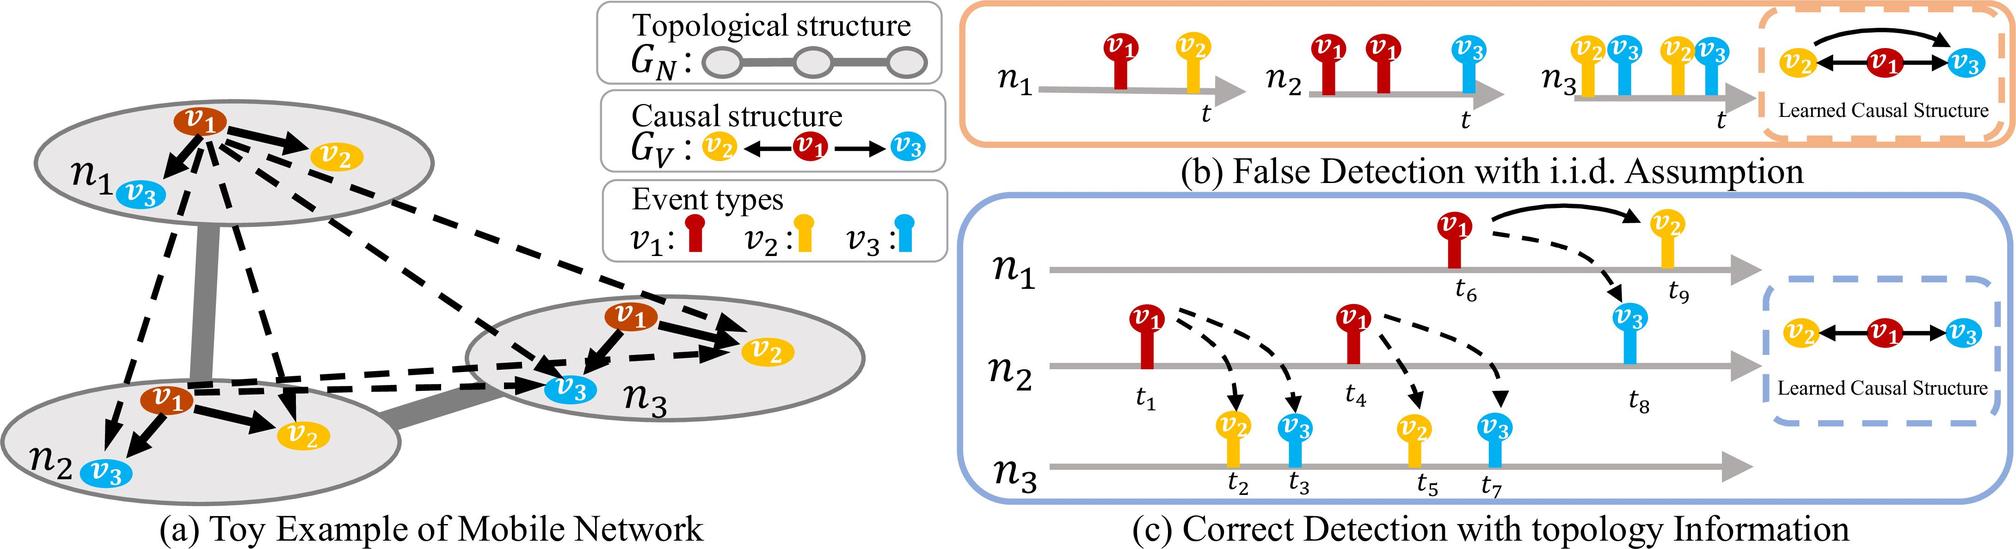 Topological structure
G_N :
Causal structure
G_V : v_2 v_1 v_3
Event types
v_1: v_2: v_3:
v_1
v_2
n_1
v_3
v_1
v_2
v_3
n_3
v_1
v_2
n_2
v_3
(a) Toy Example of Mobile Network
v_1 v_2
n_1
t
v_1 v_1 v_3
n_2
t
v_2 v_3 v_2 v_3
n_3
t
v_2 v_1 v_3
Learned Causal Structure
(b) False Detection with i.i.d. Assumption
v_1 v_2
n_1
t_6 t_9
v_1 v_1 v_3
n_2
t_1 t_4 t_8
v_2 v_3 v_2 v_3
n_3
t_2 t_3 t_5 t_7
v_2 v_1 v_3
Learned Causal Structure
(c) Correct Detection with topology Information